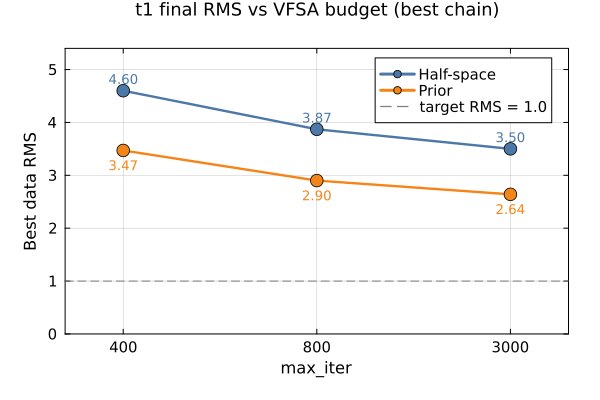 t1 final RMS vs VFSA budget (best chain)
Half-space
Prior
target RMS = 1.0
4.60
3.87
3.50
3.47
2.90
2.64
Best data RMS
5
4
3
2
1
0
400
800
3000
max_iter